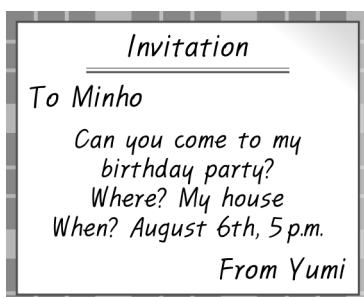 Invitation
To Minho
Can you come to my
birthday party?
Where? My house
When? August 6th, 5 p.m.
From Yumi